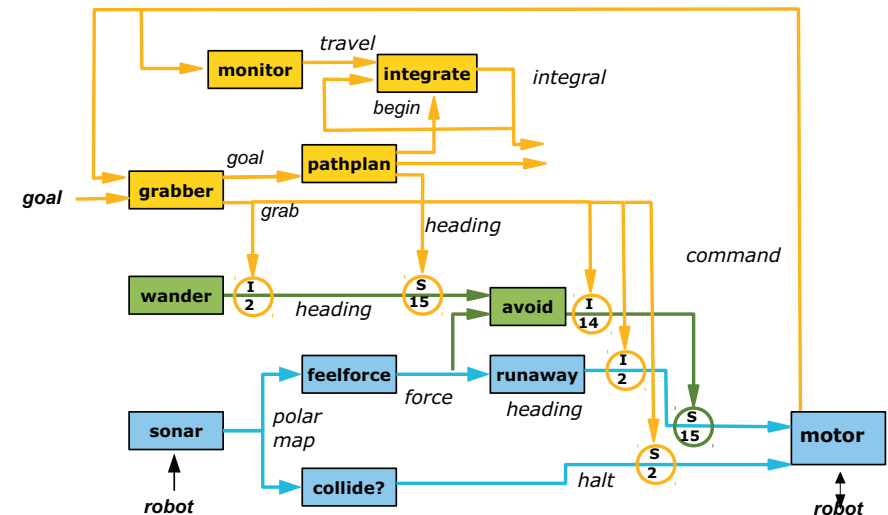 travel
monitor
integrate
integral
begin
goal
pathplan
grabber
goal
grab
heading
command
wander
I
2
heading
S
15
avoid
I
14
feelforce
force
runaway
heading
I
2
S
15
sonar
polar
map
motor
S
2
collide?
halt
robot
robot